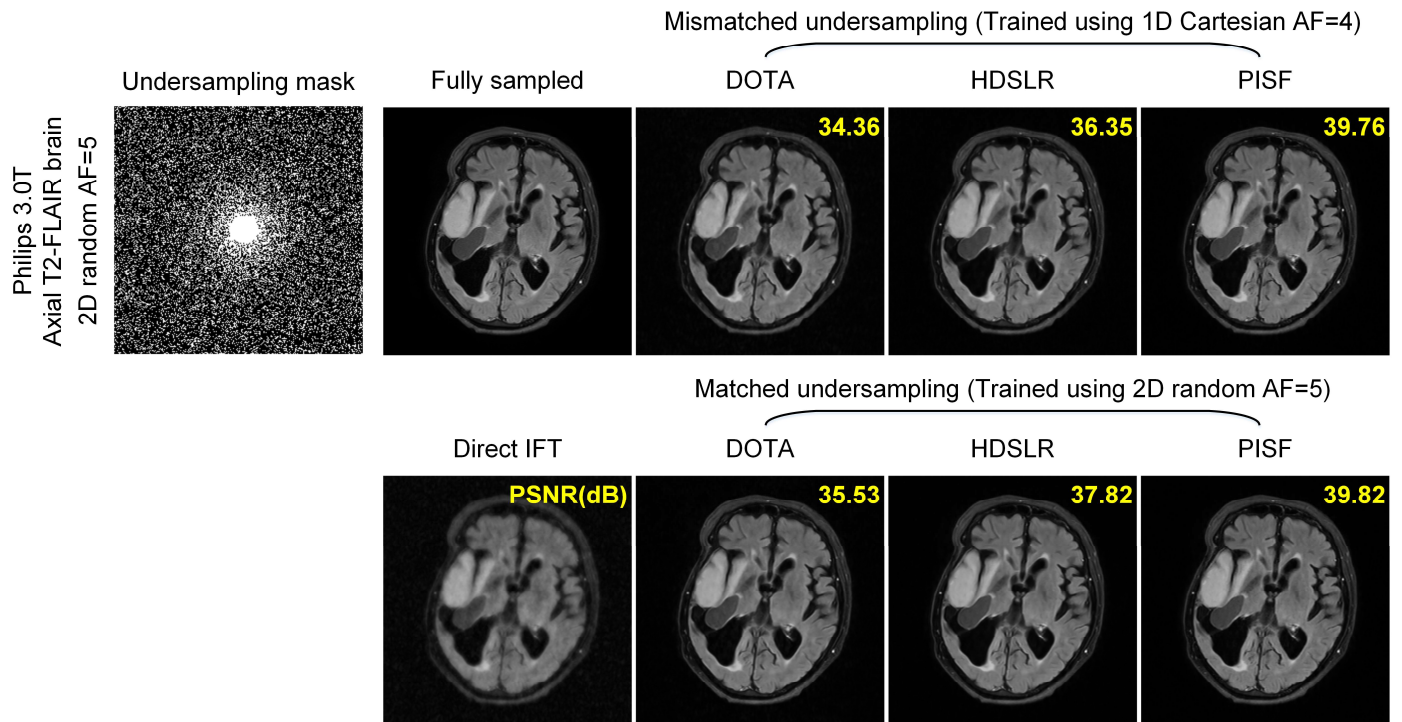 Mismatched undersampling (Trained using 1D Cartesian AF=4)
Undersampling mask
Fully sampled
DOTA
HDSLR
PISF
Philips 3.0T
Axial T2-FLAIR brain
2D random AF=5
34.36
36.35
39.76
Matched undersampling (Trained using 2D random AF=5)
Direct IFT
DOTA
HDSLR
PISF
PSNR(dB)
35.53
37.82
39.82